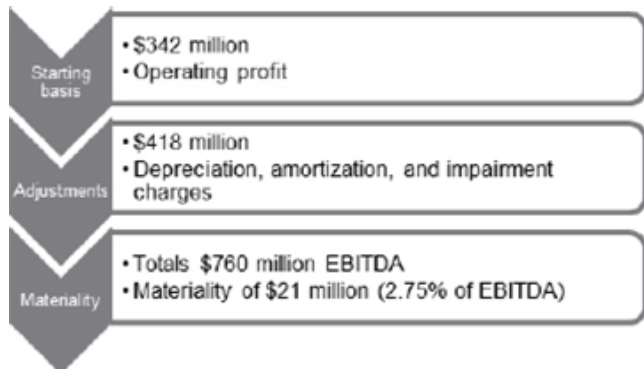 Starting
basis
• $342 million
• Operating profit
Adjustments
• $418 million
• Depreciation, amortization, and impairment
charges
Materiality
• Totals $760 million EBITDA
• Materiality of $21 million (2.75% of EBITDA)